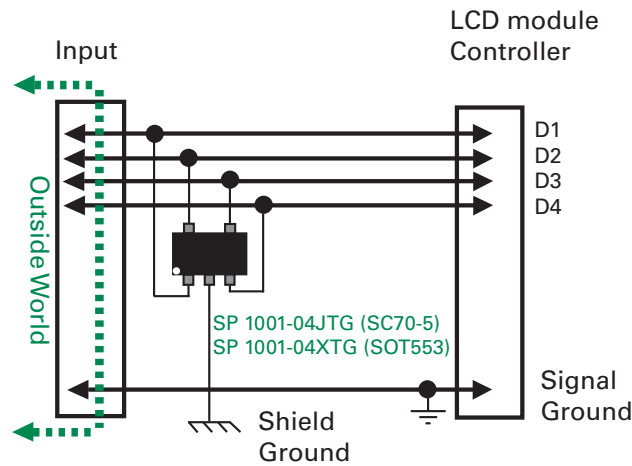 LCD module
Controller
Input
D1
D2
D3
D4
Outside World
SP 1001-04JTG (SC70-5)
SP 1001-04XTG (SOT553)
Signal
Ground
Shield
Ground